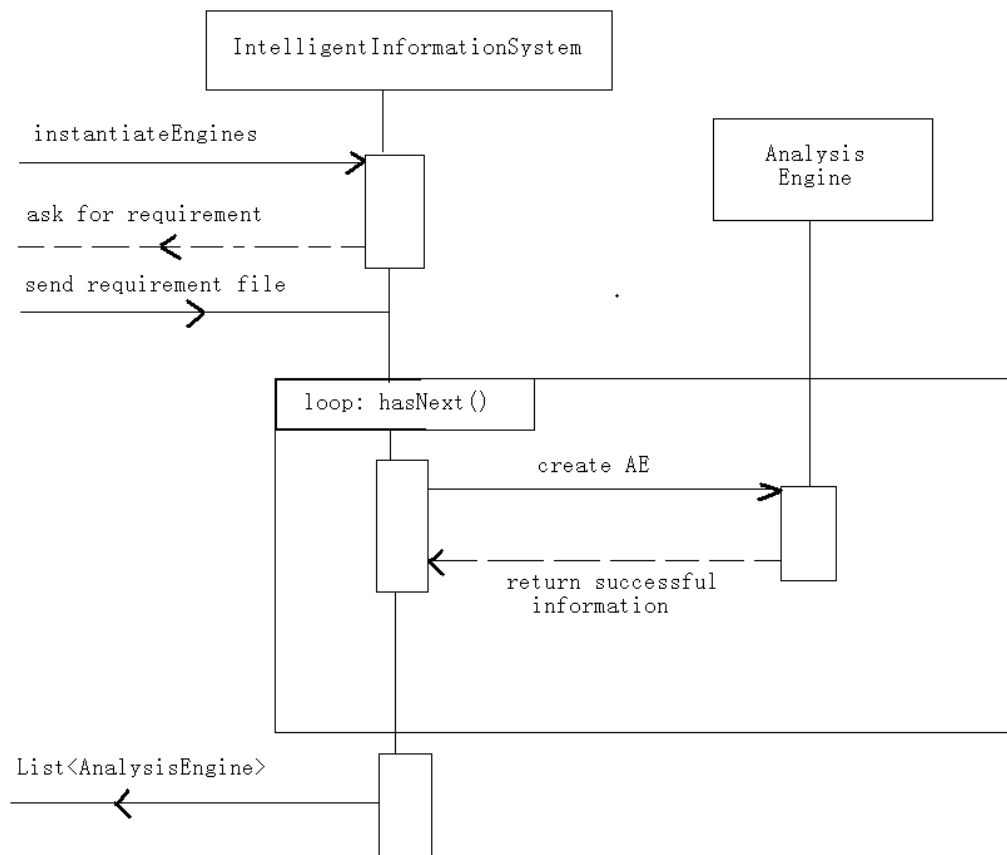 IntelligentInformationSystem
instantiateEngines
Analysis
Engine
ask for requirement
send requirement file
loop: hasNext()
create AE
return successful
information
List<AnalysisEngine>